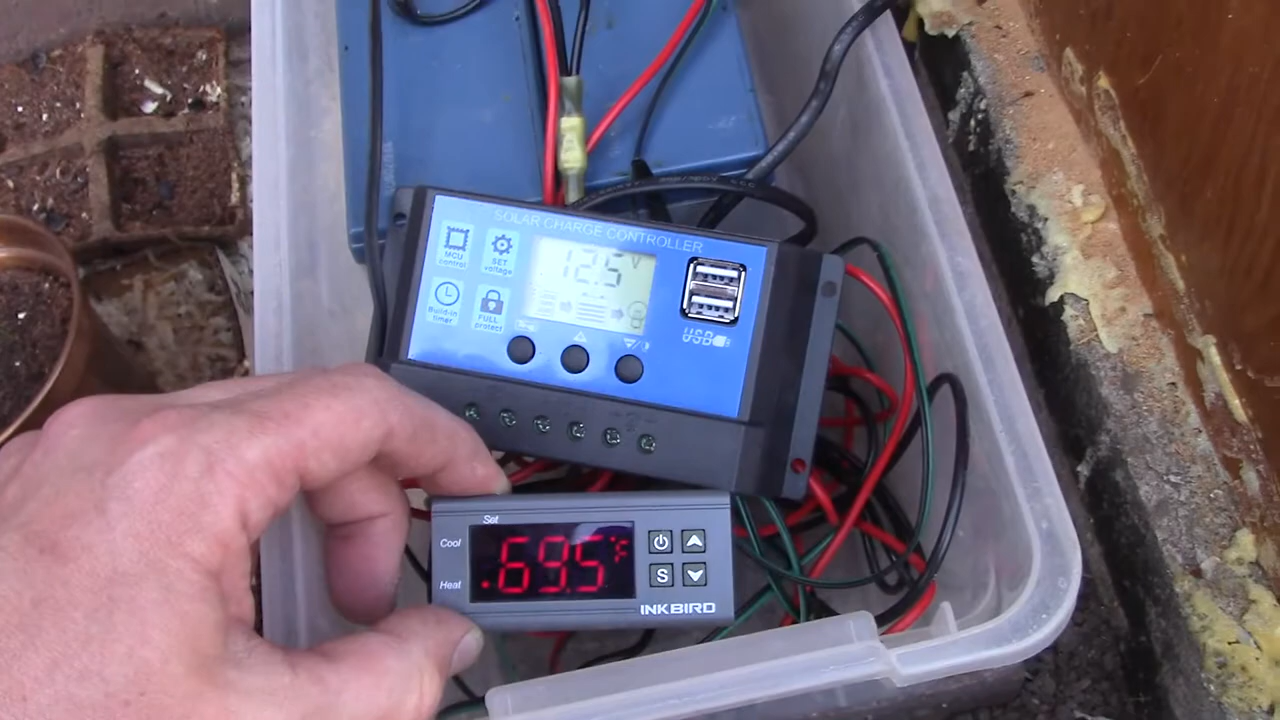 SOLAR CHARGE CONTROLLER
MCU
control
SET
voltage
12.5 V
Build-in
timer
FULL
protect
USB
Set
Cool
69.5 °F
Heat
S
INKBIRD